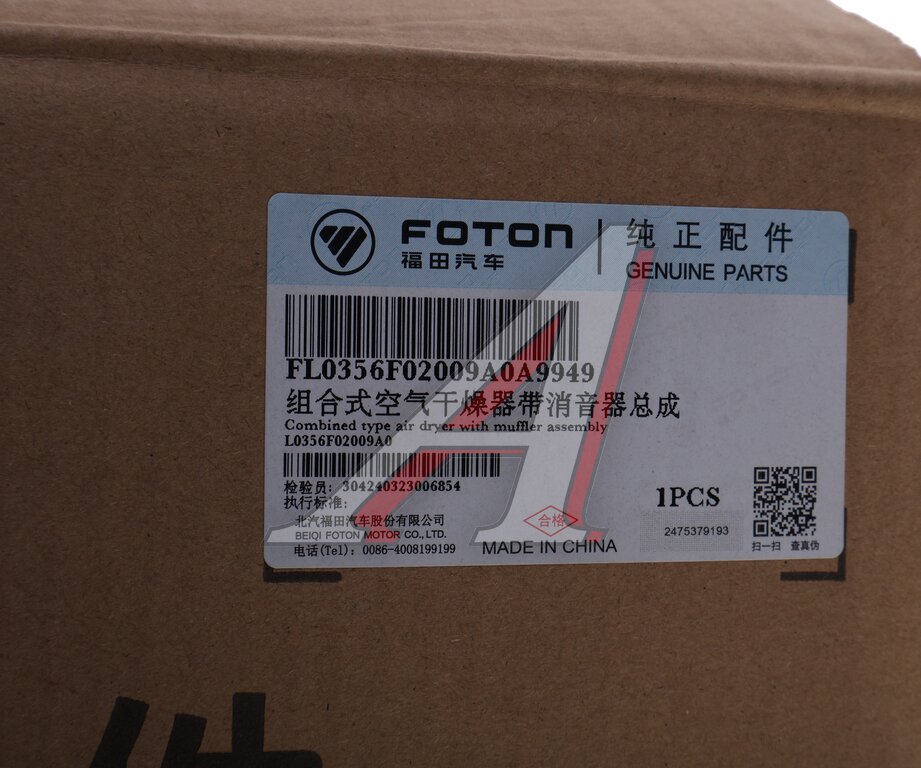 FOTON
福田汽车
纯正配件
GENUINE PARTS
FL0356F02009A0A9949
组合式空气干燥器带消音器总成
Combined type air dryer with muffler assembly
L0356F02009A0
检验员: 304240323006854
执行标准:
北汽福田汽车股份有限公司
BEIQI FOTON MOTOR CO.,LTD.
电话(Tel): 0086-4008199199
合格
MADE IN CHINA
1PCS
2475379193
扫一扫 查真伪
件